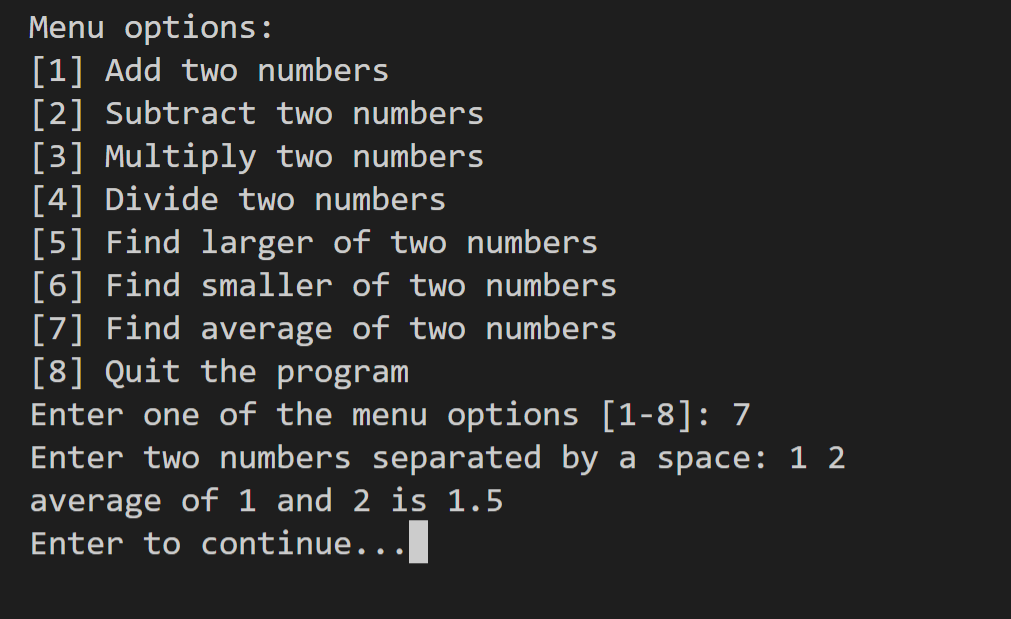 Menu options:
[1] Add two numbers
[2] Subtract two numbers
[3] Multiply two numbers
[4] Divide two numbers
[5] Find larger of two numbers
[6] Find smaller of two numbers
[7] Find average of two numbers
[8] Quit the program
Enter one of the menu options [1-8]: 7
Enter two numbers separated by a space: 1 2
average of 1 and 2 is 1.5
Enter to continue...